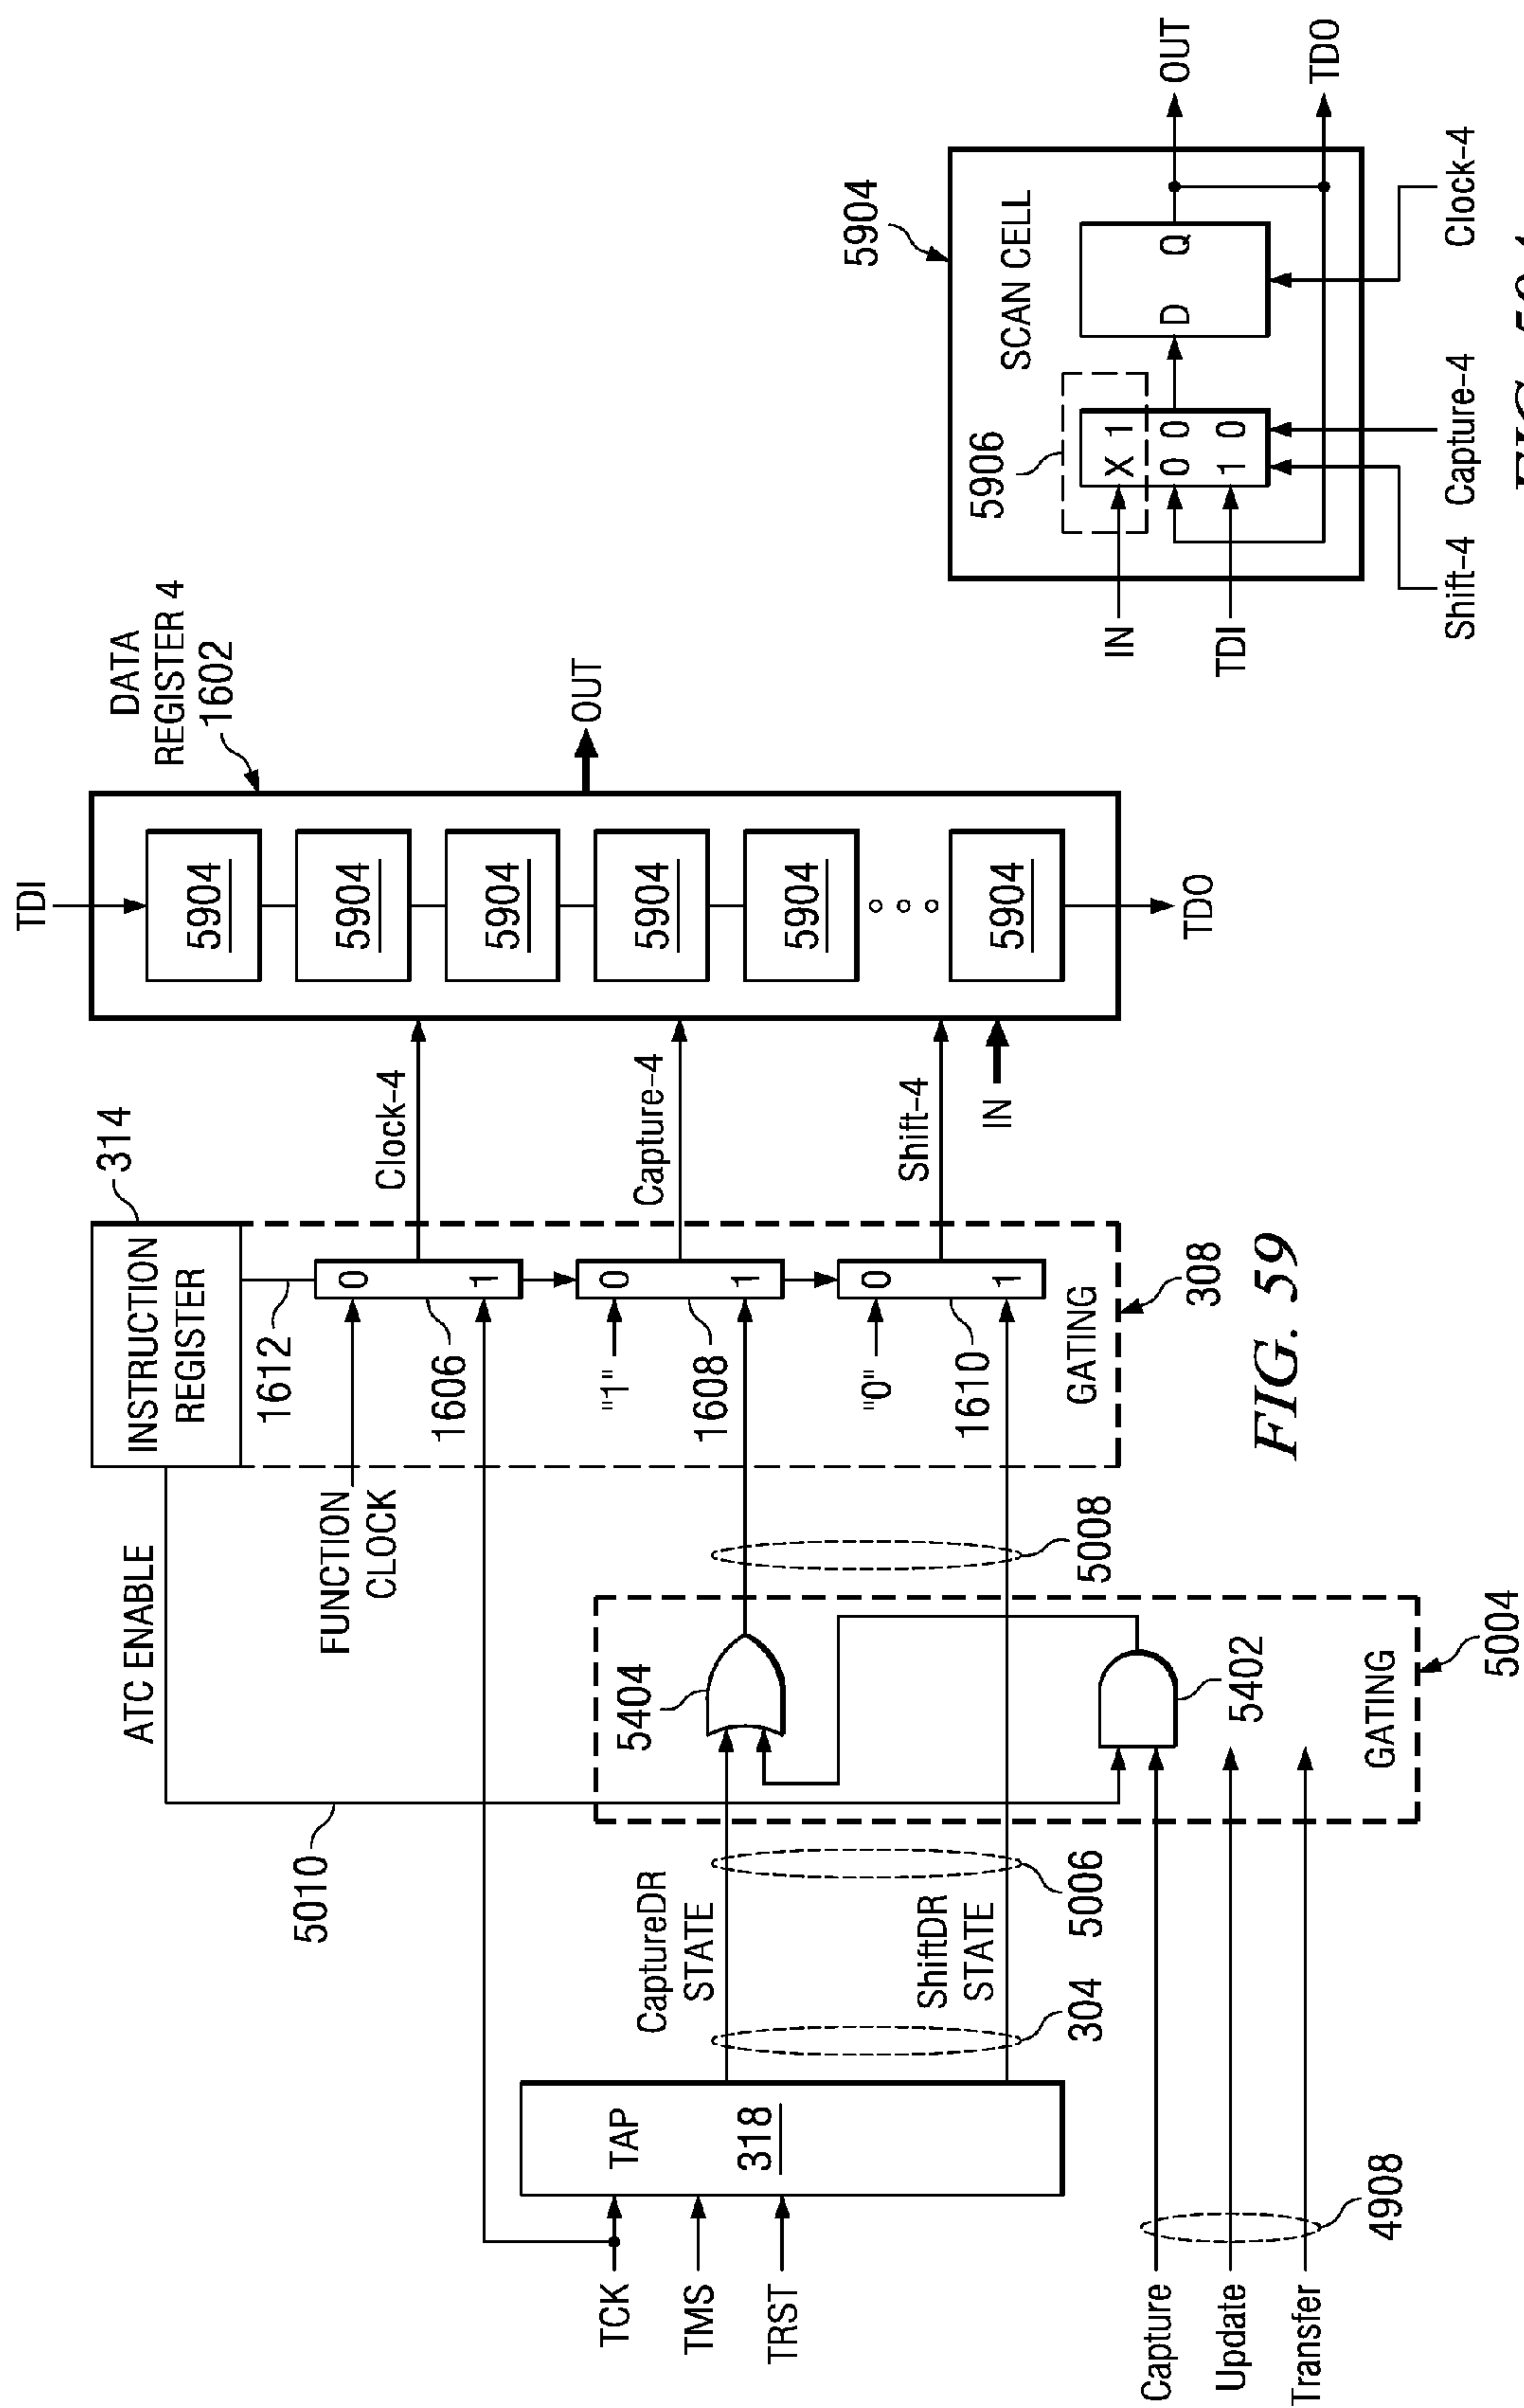 TDI
DATA
REGISTER 4
1602
5904
5904
5904
5904
5904
5904
OUT
TDO
IN
INSTRUCTION
REGISTER
314
ATC ENABLE
5010
1612
FUNCTION
CLOCK
0
1
1606
Clock-4
"1"
0
1
1608
Capture-4
"0"
0
1
1610
Shift-4
GATING
308
5008
5404
5402
GATING
5004
CaptureDR
STATE
ShiftDR
STATE
5006
304
TAP
318
TCK
TMS
TRST
Capture
Update
Transfer
4908
FIG. 59
5904
SCAN CELL
5906
IN
TDI
X 1
0 0
1 0
D Q
OUT
TDO
Shift-4
Capture-4
Clock-4